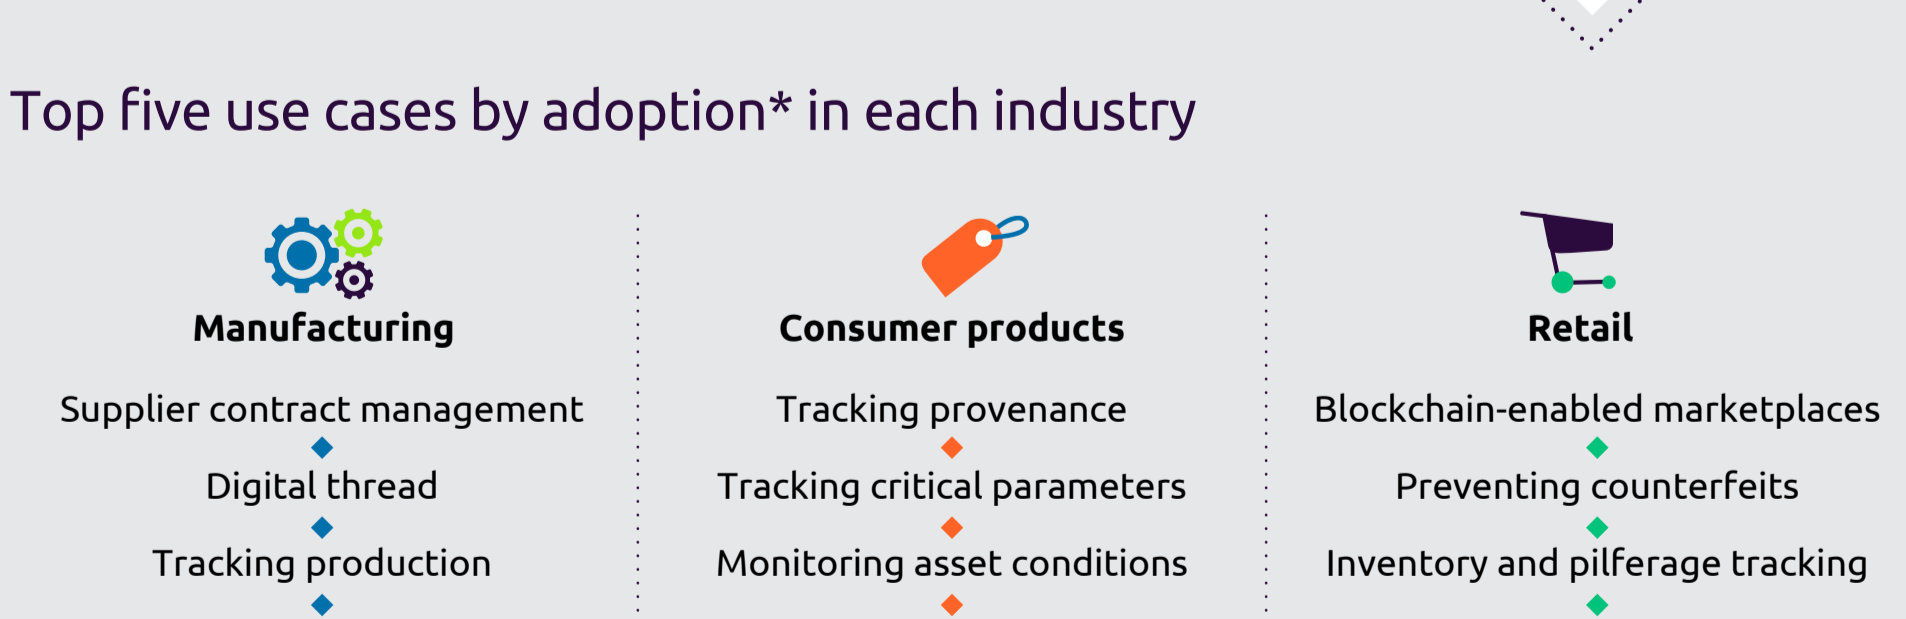 Top five use cases by adoption* in each industry
Manufacturing
Supplier contract management
Digital thread
Tracking production
Consumer products
Tracking provenance
Tracking critical parameters
Monitoring asset conditions
Retail
Blockchain-enabled marketplaces
Preventing counterfeits
Inventory and pilferage tracking